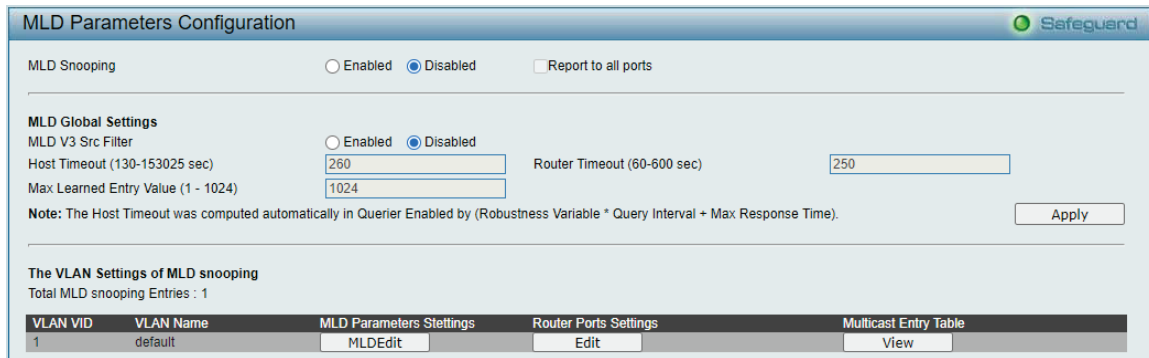 MLD Parameters Configuration Safeguard
MLD Snooping Enabled Disabled Report to all ports
MLD Global Settings
MLD V3 Src Filter Enabled Disabled
Host Timeout (130-153025 sec) 260 Router Timeout (60-600 sec) 250
Max Learned Entry Value (1 - 1024) 1024
Note: The Host Timeout was computed automatically in Querier Enabled by (Robustness Variable * Query Interval + Max Response Time). Apply
The VLAN Settings of MLD snooping
Total MLD snooping Entries : 1
VLAN VID VLAN Name MLD Parameters Stettings Router Ports Settings Multicast Entry Table
1 default MLDEdit Edit View